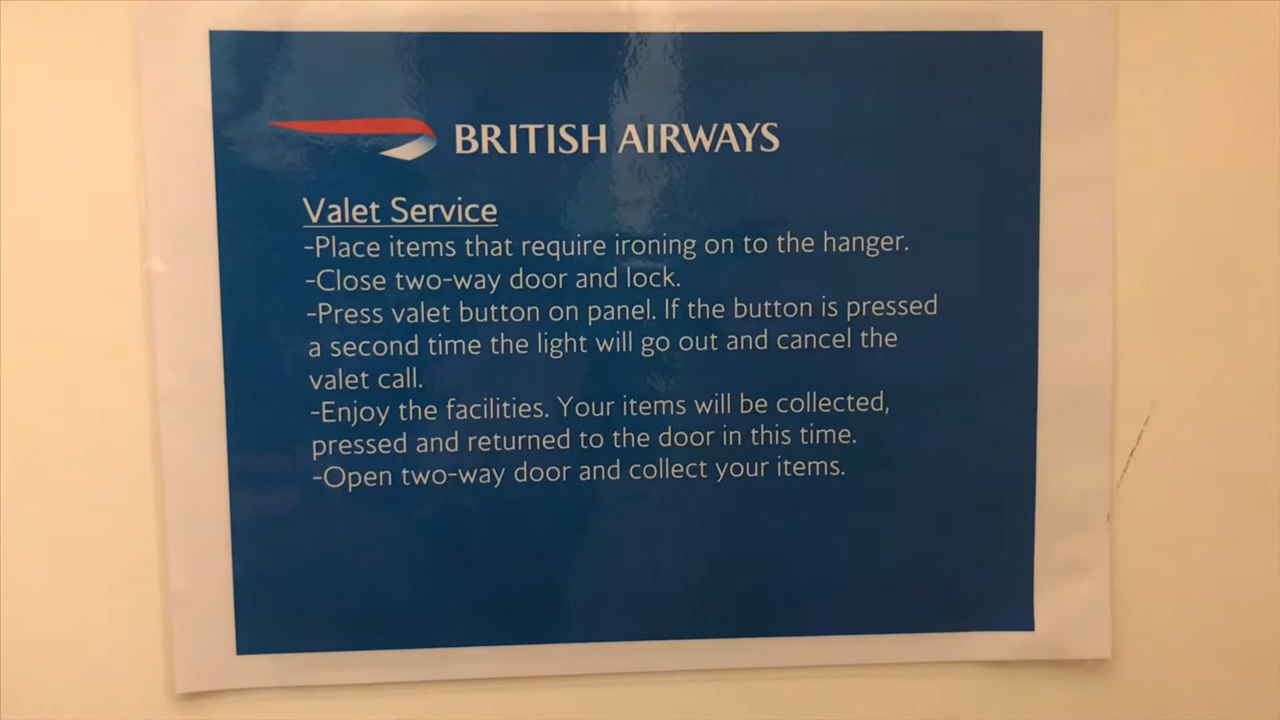 BRITISH AIRWAYS
Valet Service
-Place items that require ironing on to the hanger.
-Close two-way door and lock.
-Press valet button on panel. If the button is pressed
a second time the light will go out and cancel the
valet call.
-Enjoy the facilities. Your items will be collected,
pressed and returned to the door in this time.
-Open two-way door and collect your items.